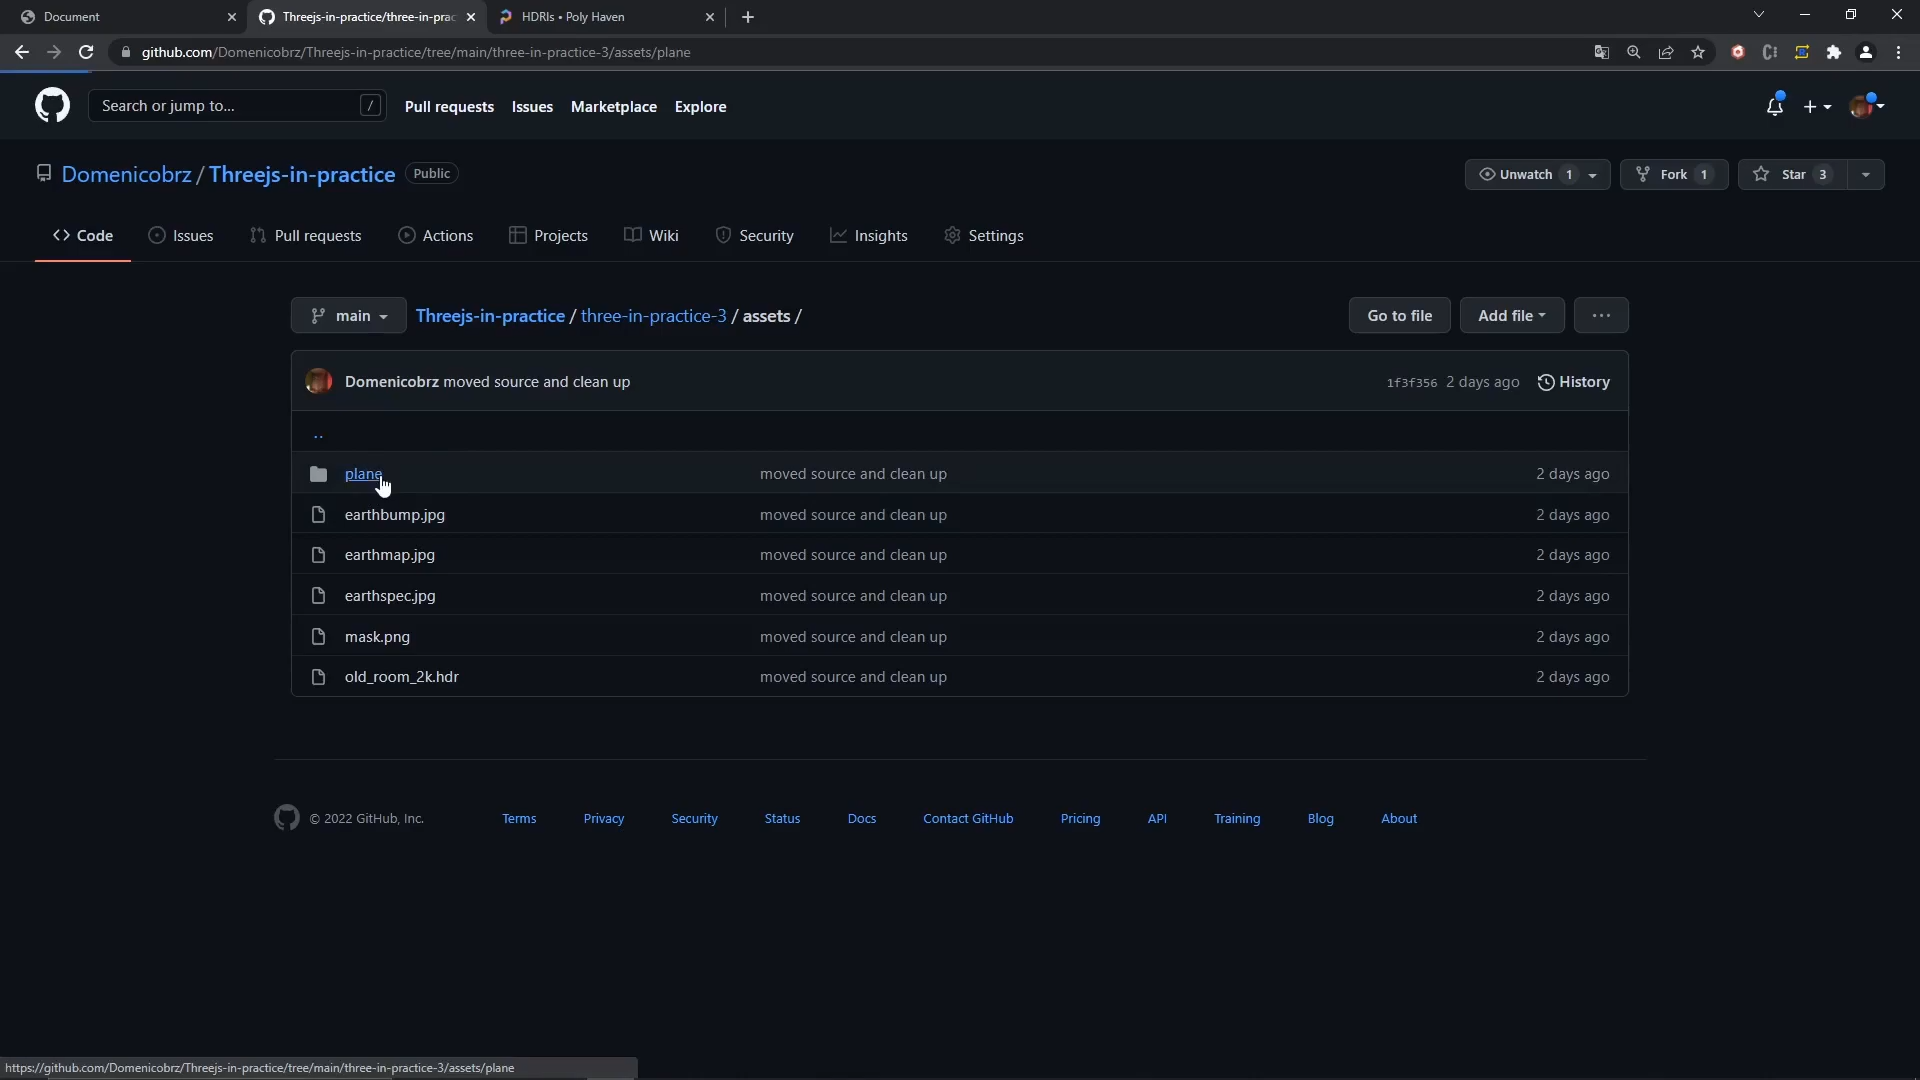 Document
Threejs-in-practice/three-in-prac
HDRIs • Poly Haven
github.com/Domenicobrz/Threejs-in-practice/tree/main/three-in-practice-3/assets/plane
Search or jump to... /
Pull requests Issues Marketplace Explore
Domenicobrz / Threejs-in-practice Public
Unwatch 1 Fork 1 Star 3
Code Issues Pull requests Actions Projects Wiki Security Insights Settings
main Threejs-in-practice / three-in-practice-3 / assets /
Go to file Add file ...
Domenicobrz moved source and clean up 1f3f356 2 days ago History
..
plane moved source and clean up 2 days ago
earthbump.jpg moved source and clean up 2 days ago
earthmap.jpg moved source and clean up 2 days ago
earthspec.jpg moved source and clean up 2 days ago
mask.png moved source and clean up 2 days ago
old_room_2k.hdr moved source and clean up 2 days ago
© 2022 GitHub, Inc. Terms Privacy Security Status Docs Contact GitHub Pricing API Training Blog About
https://github.com/Domenicobrz/Threejs-in-practice/tree/main/three-in-practice-3/assets/plane